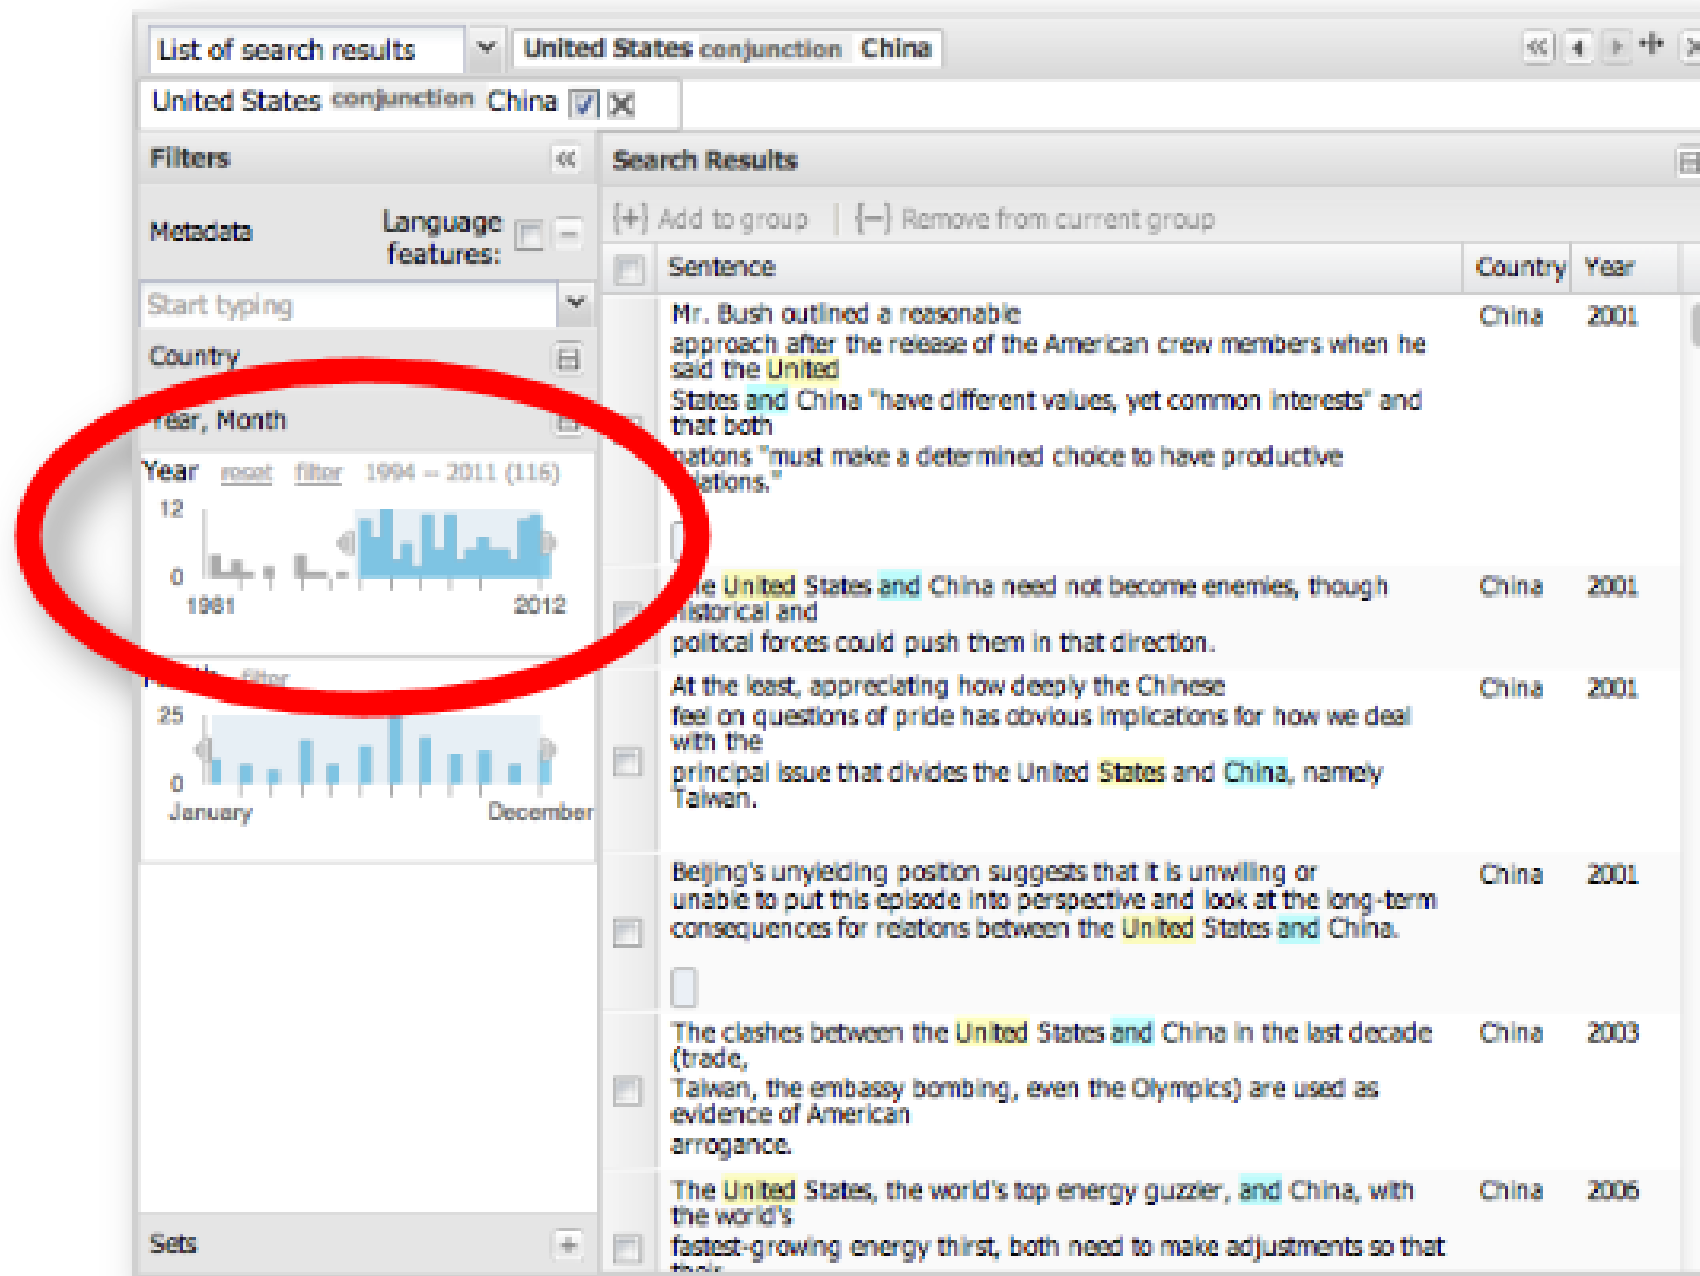 List of search results
United States conjunction China
United States conjunction China
Filters
Metadata
Language
features:
Start typing
Country
Year, Month
Year reset filter 1994 – 2011 (116)
12
0
1981 2012
filter
25
0
January December
Sets
Search Results
{+} Add to group | {−} Remove from current group
Sentence Country Year
Mr. Bush outlined a reasonable China 2001
approach after the release of the American crew members when he
said the United
States and China "have different values, yet common interests" and
that both
nations "must make a determined choice to have productive
relations."
The United States and China need not become enemies, though China 2001
historical and
political forces could push them in that direction.
At the least, appreciating how deeply the Chinese China 2001
feel on questions of pride has obvious implications for how we deal
with the
principal issue that divides the United States and China, namely
Taiwan.
Beijing's unyielding position suggests that it is unwilling or China 2001
unable to put this episode into perspective and look at the long-term
consequences for relations between the United States and China.
The clashes between the United States and China in the last decade China 2003
(trade,
Taiwan, the embassy bombing, even the Olympics) are used as
evidence of American
arrogance.
The United States, the world's top energy guzzler, and China, with China 2006
the world's
fastest-growing energy thirst, both need to make adjustments so that
their